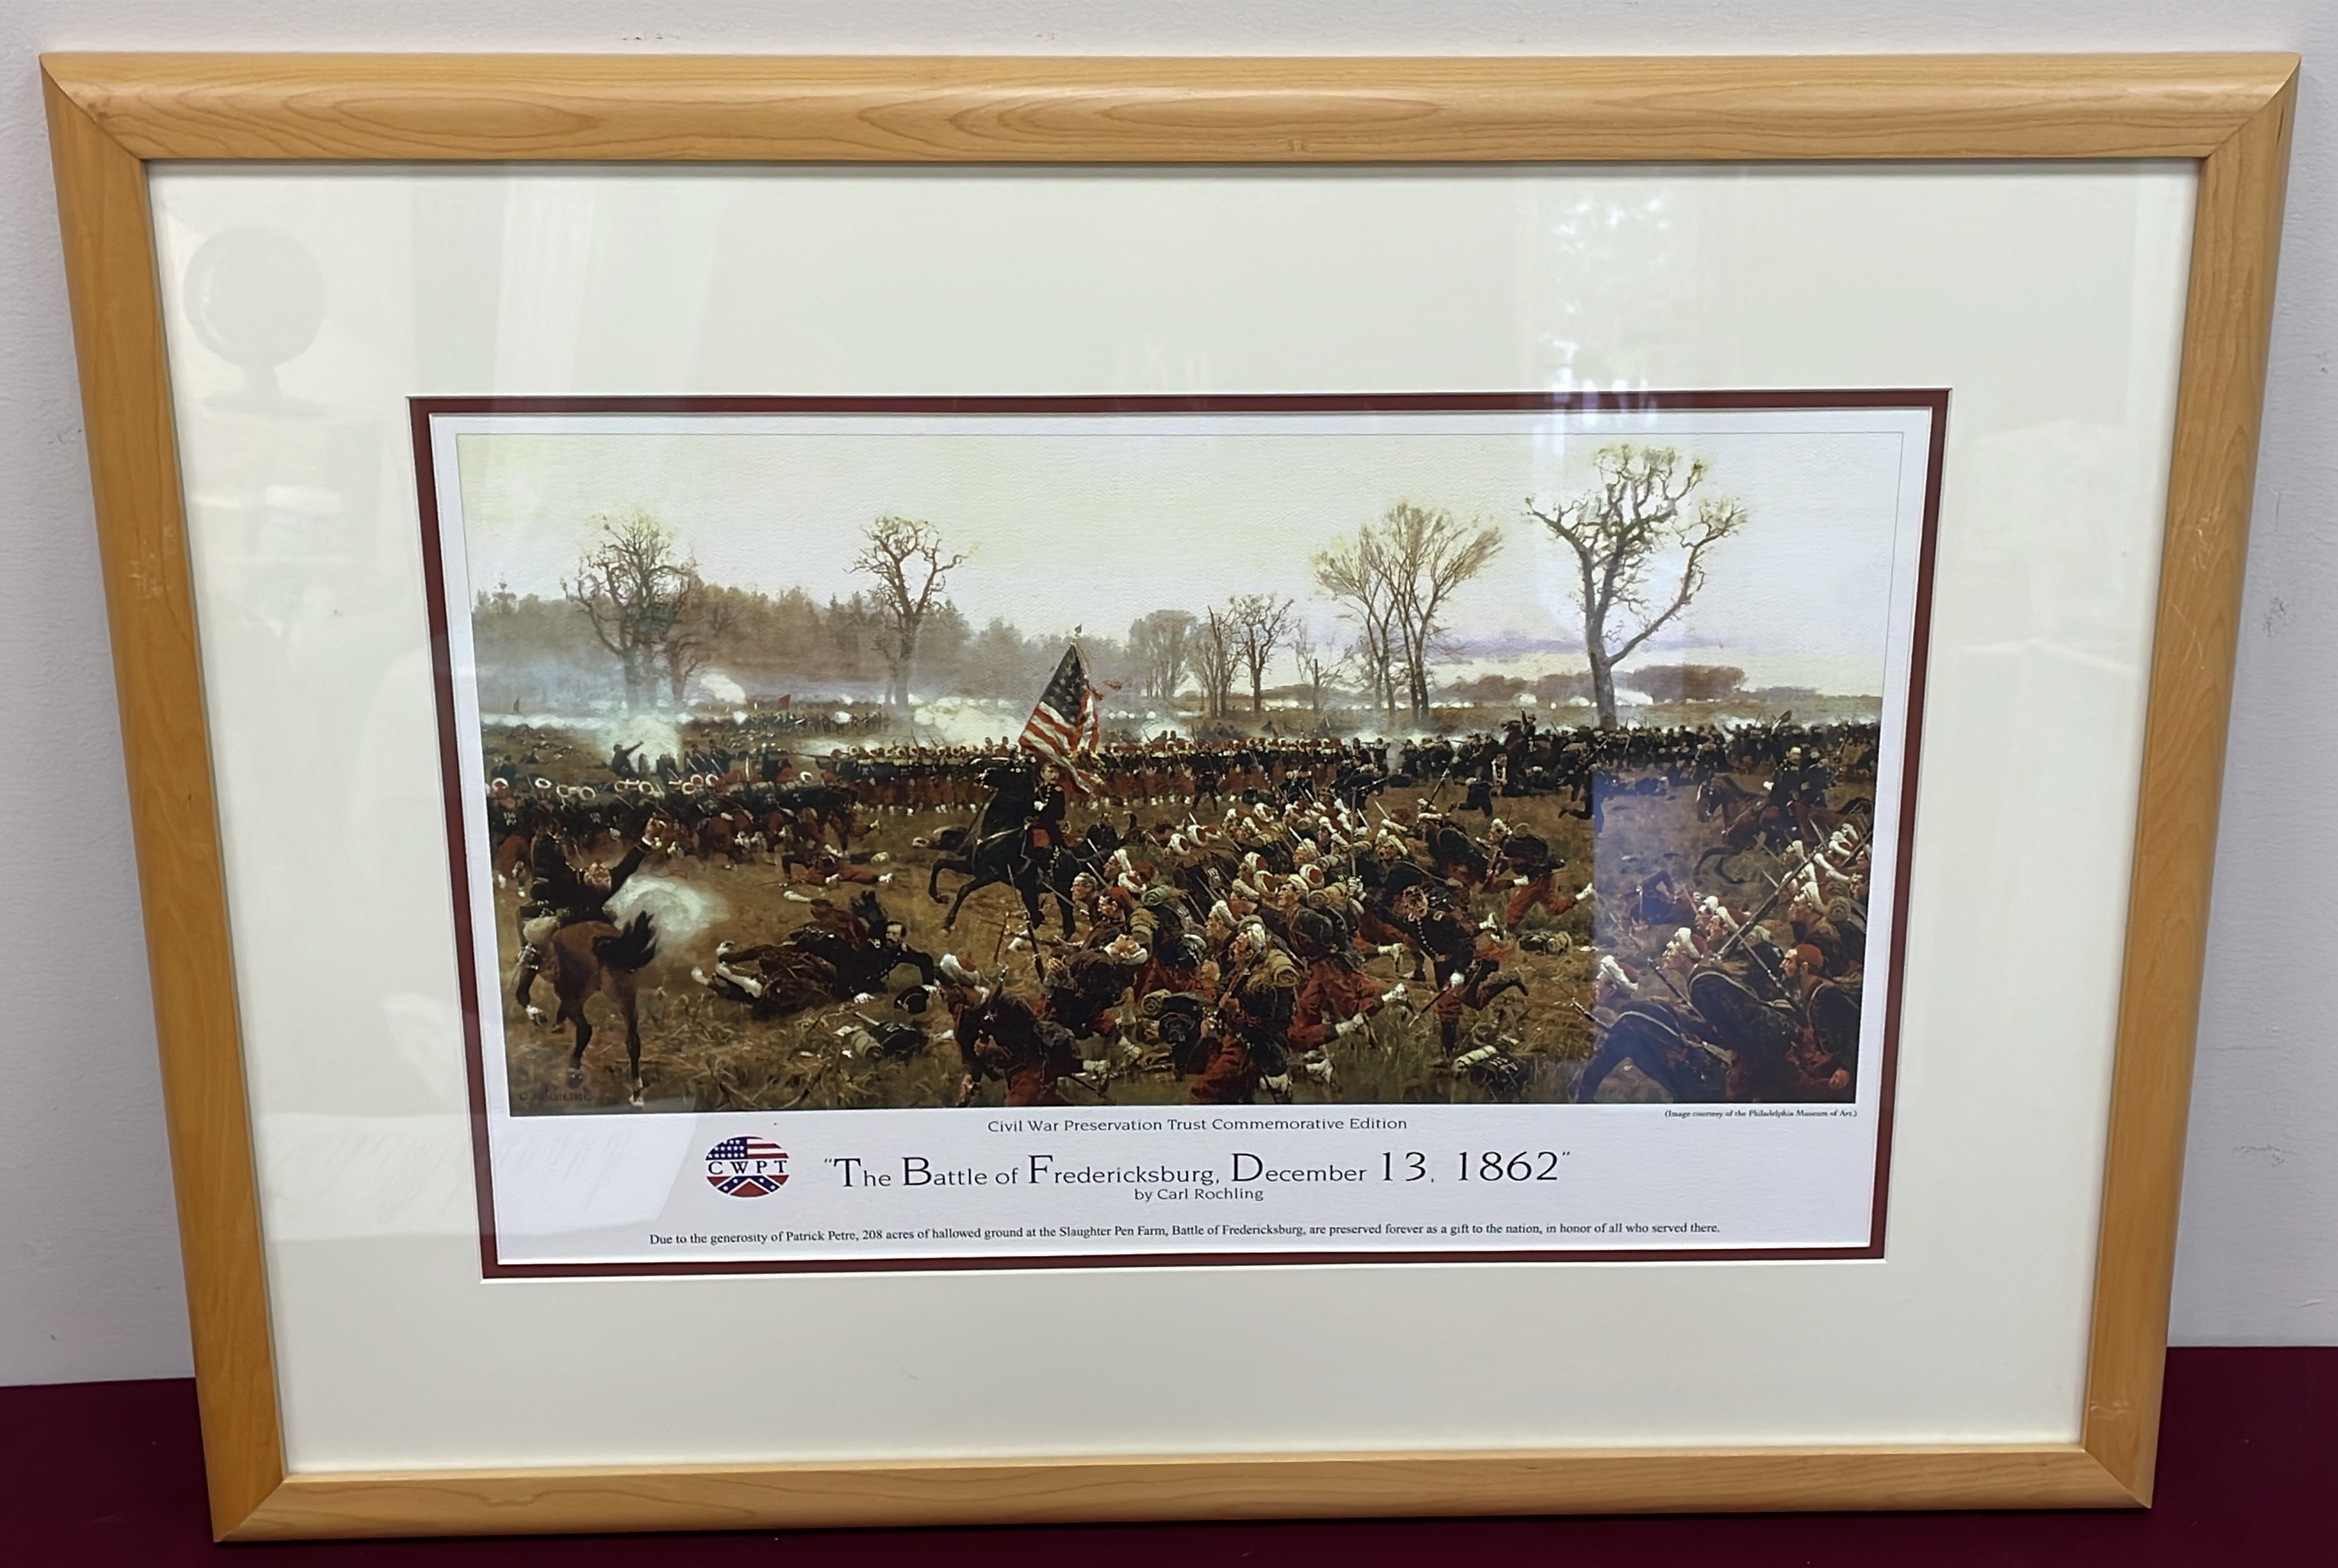 (Image courtesy of the Philadelphia Museum of Art.)
Civil War Preservation Trust Commemorative Edition
CWPT
"The Battle of Fredericksburg, December 13, 1862"
by Carl Rochling
Due to the generosity of Patrick Petre, 208 acres of hallowed ground at the Slaughter Pen Farm, Battle of Fredericksburg, are preserved forever as a gift to the nation, in honor of all who served there.